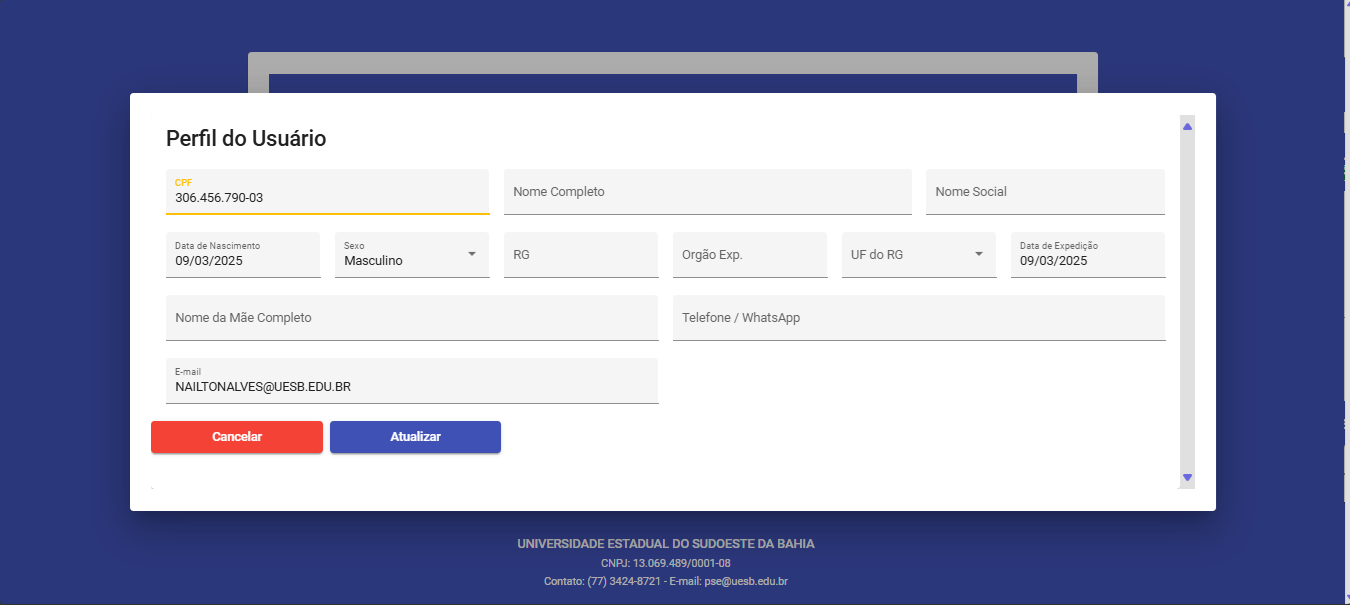 Perfil do Usuário
CPF
306.456.790-03
Nome Completo
Nome Social
Data de Nascimento
09/03/2025
Sexo
Masculino
RG
Orgão Exp.
UF do RG
Data de Expedição
09/03/2025
Nome da Mãe Completo
Telefone / WhatsApp
E-mail
NAILTONALVES@UESB.EDU.BR
Cancelar
Atualizar
UNIVERSIDADE ESTADUAL DO SUDOESTE DA BAHIA
CNPJ: 13.069.489/0001-08
Contato: (77) 3424-8721 - E-mail: pse@uesb.edu.br